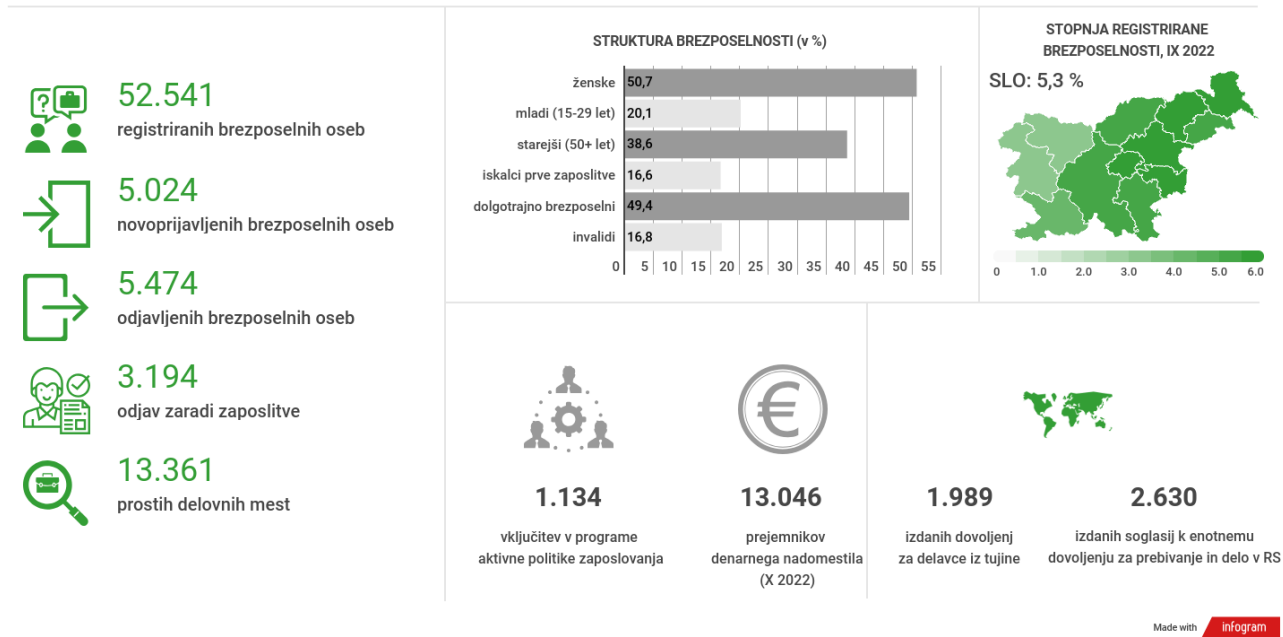 52.541
registriranih brezposelnih oseb
5.024
novoprijavljenih brezposelnih oseb
5.474
odjavljenih brezposelnih oseb
3.194
odjav zaradi zaposlitve
13.361
prostih delovnih mest
STRUKTURA BREZPOSELNOSTI (v %)
ženske 50,7
mladi (15-29 let) 20,1
starejši (50+ let) 38,6
iskalci prve zaposlitve 16,6
dolgotrajno brezposelni 49,4
invalidi 16,8
0 5 10 15 20 25 30 35 40 45 50 55
STOPNJA REGISTRIRANE
BREZPOSELNOSTI, IX 2022
SLO: 5,3 %
0 1.0 2.0 3.0 4.0 5.0 6.0
1.134
vključitev v programe
aktivne politike zaposlovanja
13.046
prejemnikov
denarnega nadomestila
(X 2022)
1.989
izdanih dovoljenj
za delavce iz tujine
2.630
izdanih soglasij k enotnemu
dovoljenju za prebivanje in delo v RS
Made with infogram